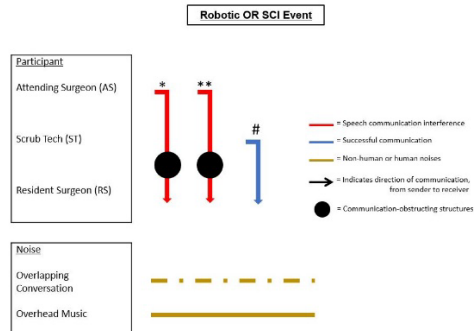 Robotic OR SCI Event
Participant
Attending Surgeon (AS)
Scrub Tech (ST)
Resident Surgeon (RS)
*
**
#
= Speech communication interference
= Successful communication
= Non-human or human noises
= Indicates direction of communication,
from sender to receiver
= Communication-obstructing structures
Noise
Overlapping
Conversation
Overhead Music